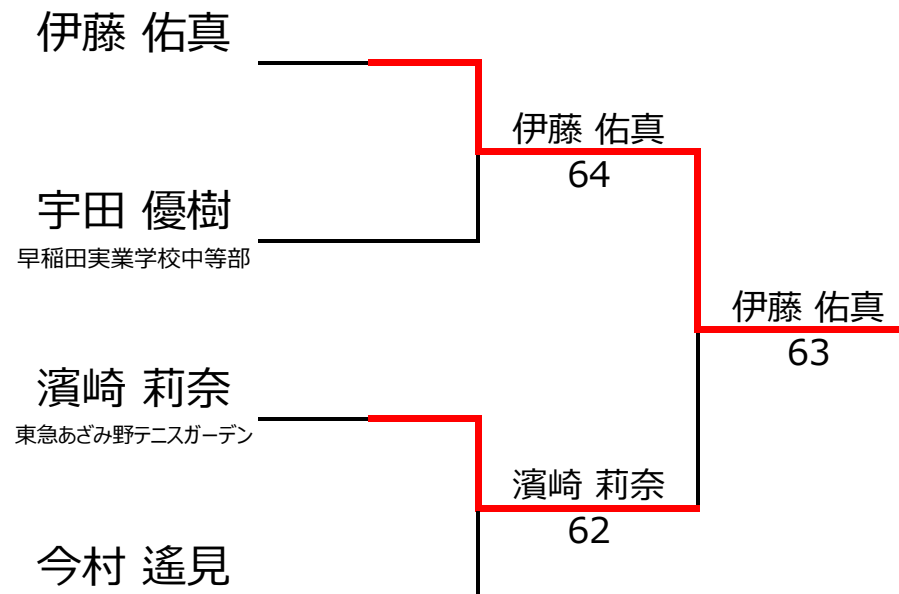 伊藤 佑真
伊藤 佑真
64
宇田 優樹
早稲田実業学校中等部
伊藤 佑真
63
濱崎 莉奈
東急あざみ野テニスガーデン
濱崎 莉奈
62
今村 遙見